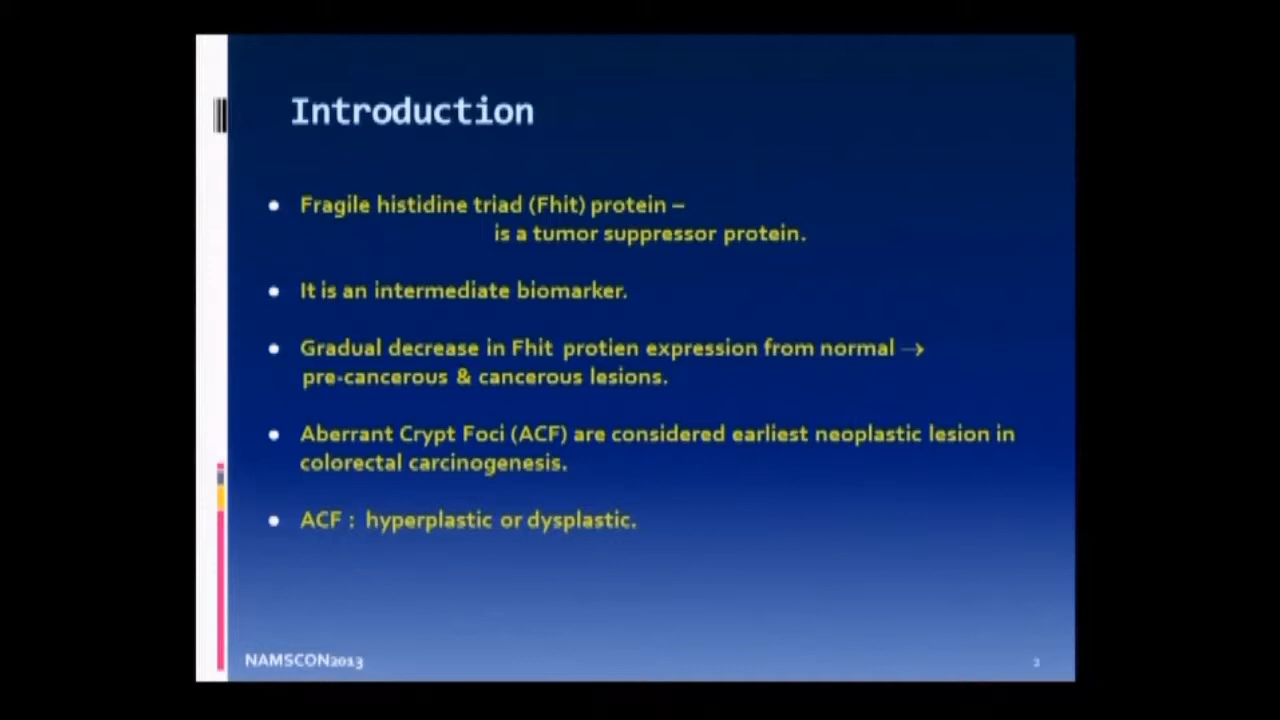 Introduction
• Fragile histidine triad (Fhit) protein –
is a tumor suppressor protein.
• It is an intermediate biomarker.
• Gradual decrease in Fhit protien expression from normal →
pre-cancerous & cancerous lesions.
• Aberrant Crypt Foci (ACF) are considered earliest neoplastic lesion in
colorectal carcinogenesis.
• ACF : hyperplastic or dysplastic.
NAMSCON2013
2